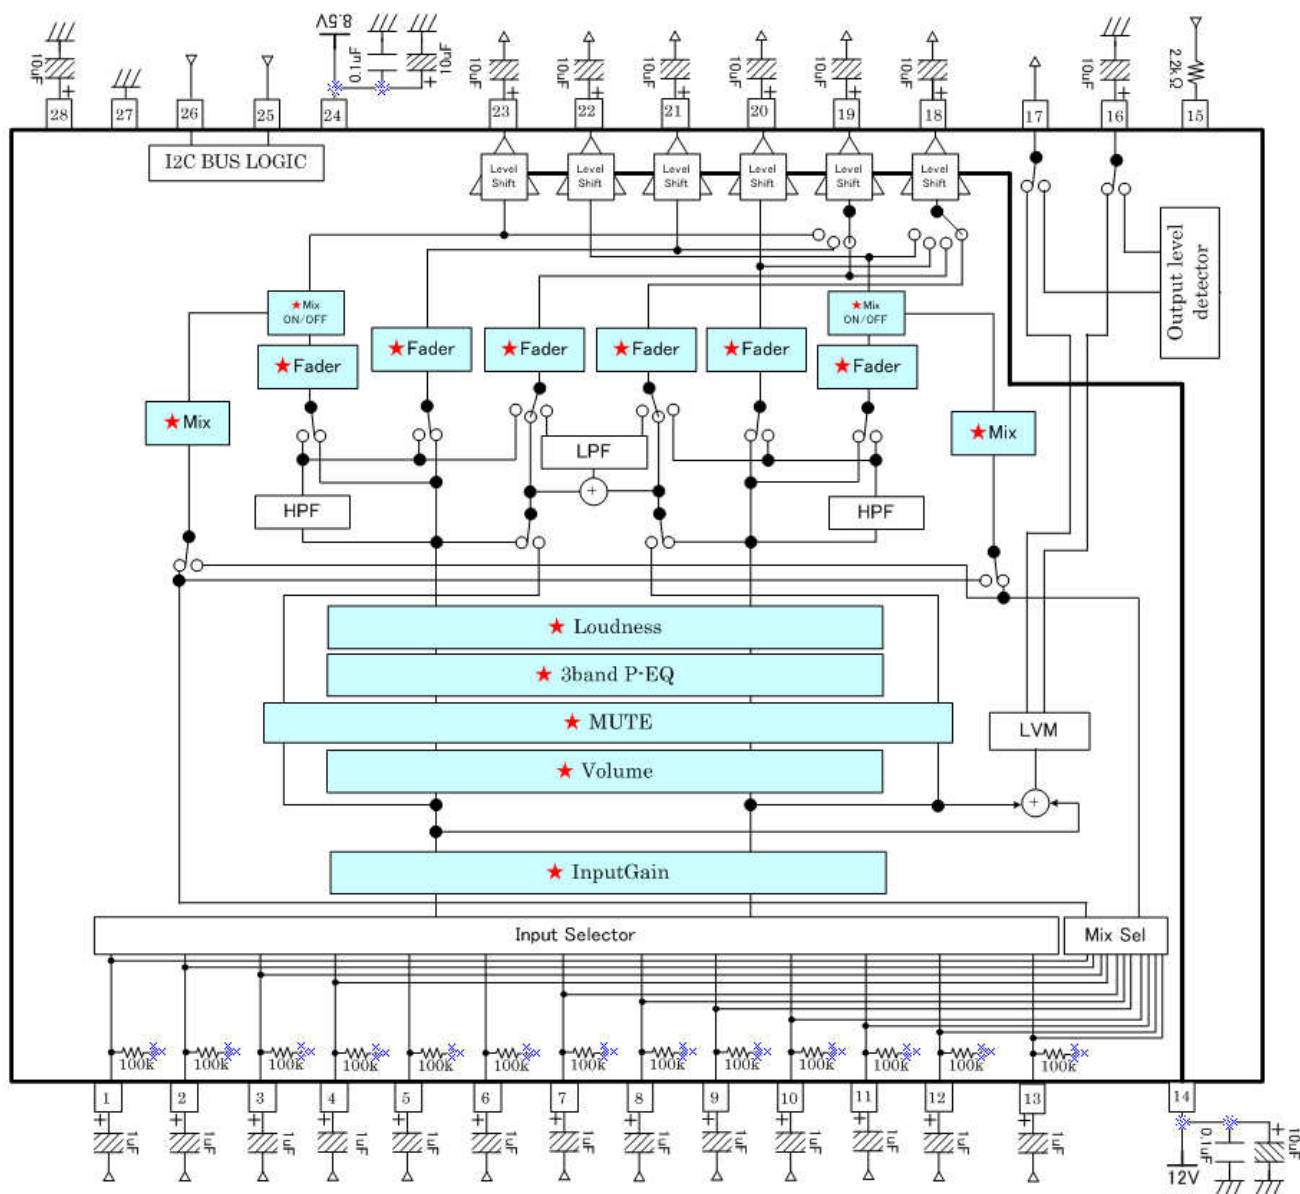 10uF
8.5V
0.1uF
10uF
10uF
10uF
10uF
10uF
10uF
10uF
10uF
22kΩ
28
27
26
25
24
23
22
21
20
19
18
17
16
15
I2C BUS LOGIC
Level Shift
Level Shift
Level Shift
Level Shift
Level Shift
Level Shift
Output level detector
★Mix ON/OFF
★Mix ON/OFF
★Fader
★Fader
★Fader
★Fader
★Fader
★Fader
★Mix
★Mix
LPF
+
HPF
HPF
★ Loudness
★ 3band P-EQ
★ MUTE
LVM
★ Volume
+
★ InputGain
Input Selector
Mix Sel
100k
100k
100k
100k
100k
100k
100k
100k
100k
100k
100k
100k
100k
1
2
3
4
5
6
7
8
9
10
11
12
13
14
1uF
1uF
1uF
1uF
1uF
1uF
1uF
1uF
1uF
1uF
1uF
1uF
1uF
12V
0.1uF
10uF